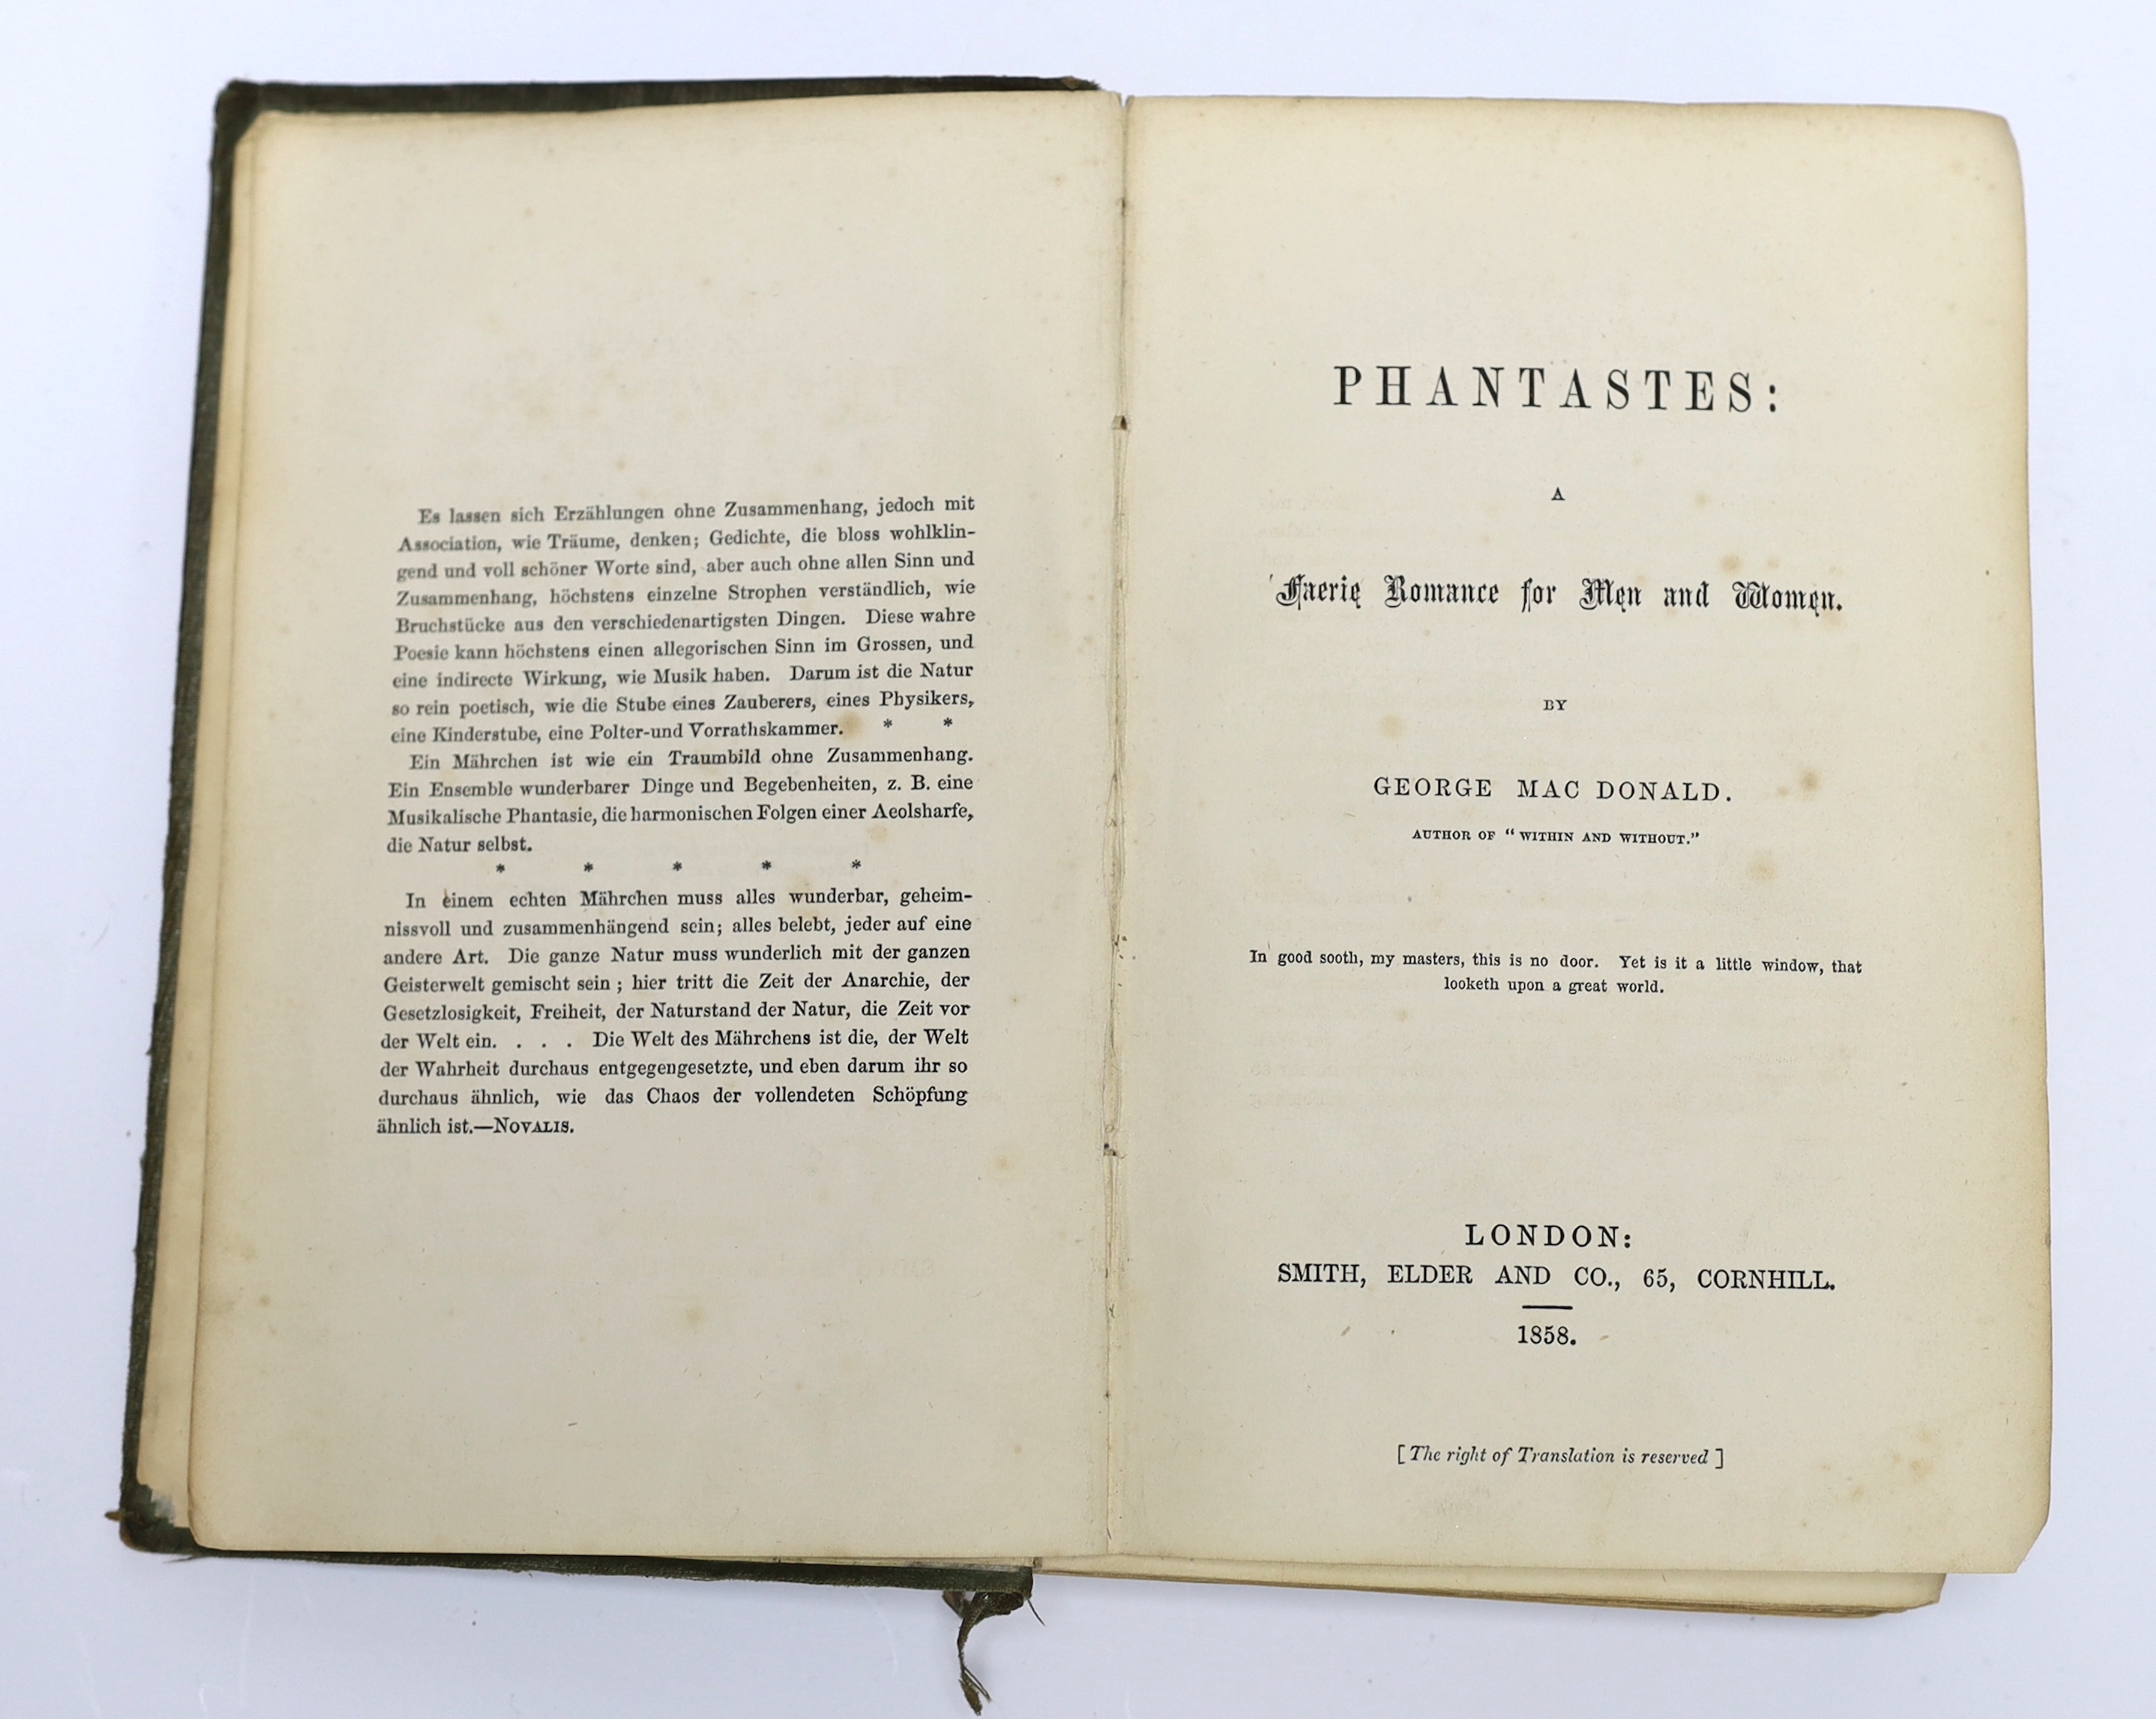 Es lassen sich Erzählungen ohne Zusammenhang, jedoch mit
Association, wie Träume, denken; Gedichte, die bloss wohlklin-
gend und voll schöner Worte sind, aber auch ohne allen Sinn und
Zusammenhang, höchstens einzelne Strophen verständlich, wie
Bruchstücke aus den verschiedenartigsten Dingen. Diese wahre
Poesie kann höchstens einen allegorischen Sinn im Grossen, und
eine indirecte Wirkung, wie Musik haben. Darum ist die Natur
so rein poetisch, wie die Stube eines Zauberers, eines Physikers,
eine Kinderstube, eine Polter-und Vorrathskammer. * *
Ein Mährchen ist wie ein Traumbild ohne Zusammenhang.
Ein Ensemble wunderbarer Dinge und Begebenheiten, z. B. eine
Musikalische Phantasie, die harmonischen Folgen einer Aeolsharfe,
die Natur selbst.
* * * * *
In einem echten Mährchen muss alles wunderbar, geheim-
nissvoll und zusammenhängend sein; alles belebt, jeder auf eine
andere Art. Die ganze Natur muss wunderlich mit der ganzen
Geisterwelt gemischt sein ; hier tritt die Zeit der Anarchie, der
Gesetzlosigkeit, Freiheit, der Naturstand der Natur, die Zeit vor
der Welt ein. . . . Die Welt des Mährchens ist die, der Welt
der Wahrheit durchaus entgegengesetzte, und eben darum ihr so
durchaus ähnlich, wie das Chaos der vollendeten Schöpfung
ähnlich ist.—NOVALIS.
PHANTASTES:
A
Faerie Romance for Men and Women.
BY
GEORGE MAC DONALD.
AUTHOR OF "WITHIN AND WITHOUT."
In good sooth, my masters, this is no door. Yet is it a little window, that
looketh upon a great world.
LONDON:
SMITH, ELDER AND CO., 65, CORNHILL.
1858.
[The right of Translation is reserved]